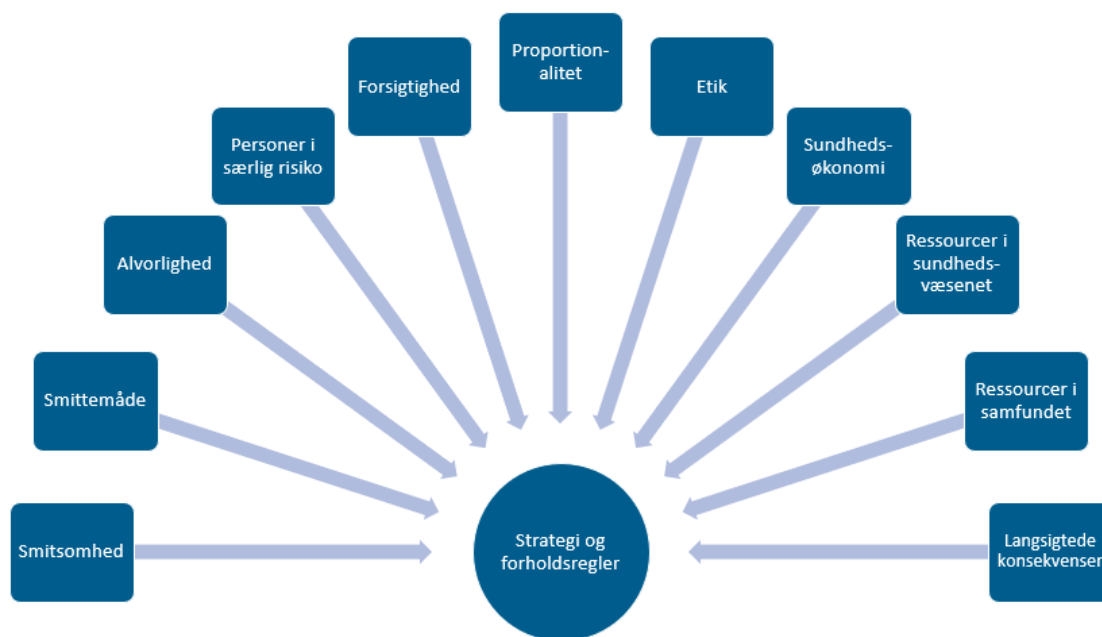 Proportion-
alitet
Forsigtighed
Etik
Personer i
særlig risiko
Sundheds-
økonomi
Alvorlighed
Ressourcer i
sundheds-
væsenet
Smittemåde
Ressourcer i
samfundet
Smitsomhed
Strategi og
forholdsregler
Langsigtede
konsekvenser